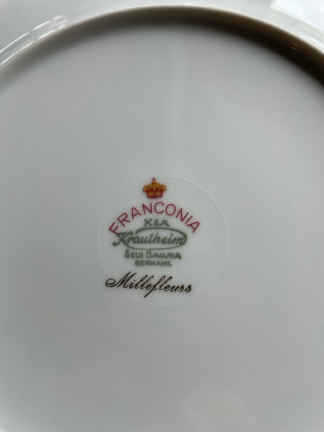 FRANCONIA
K&A
Krautheim
SELB BAVARIA
GERMANY
Millefleurs